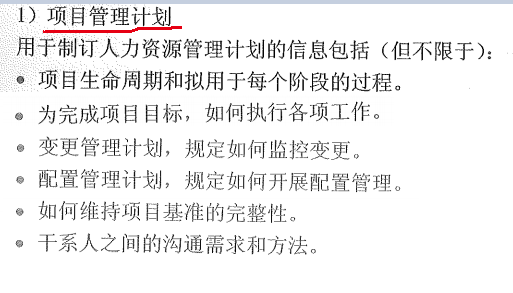 1）项目管理计划
用于制订人力资源管理计划的信息包括（但不限于）：
• 项目生命周期和拟用于每个阶段的过程。
• 为完成项目目标，如何执行各项工作。
• 变更管理计划，规定如何监控变更。
• 配置管理计划，规定如何开展配置管理。
• 如何维持项目基准的完整性。
• 干系人之间的沟通需求和方法。